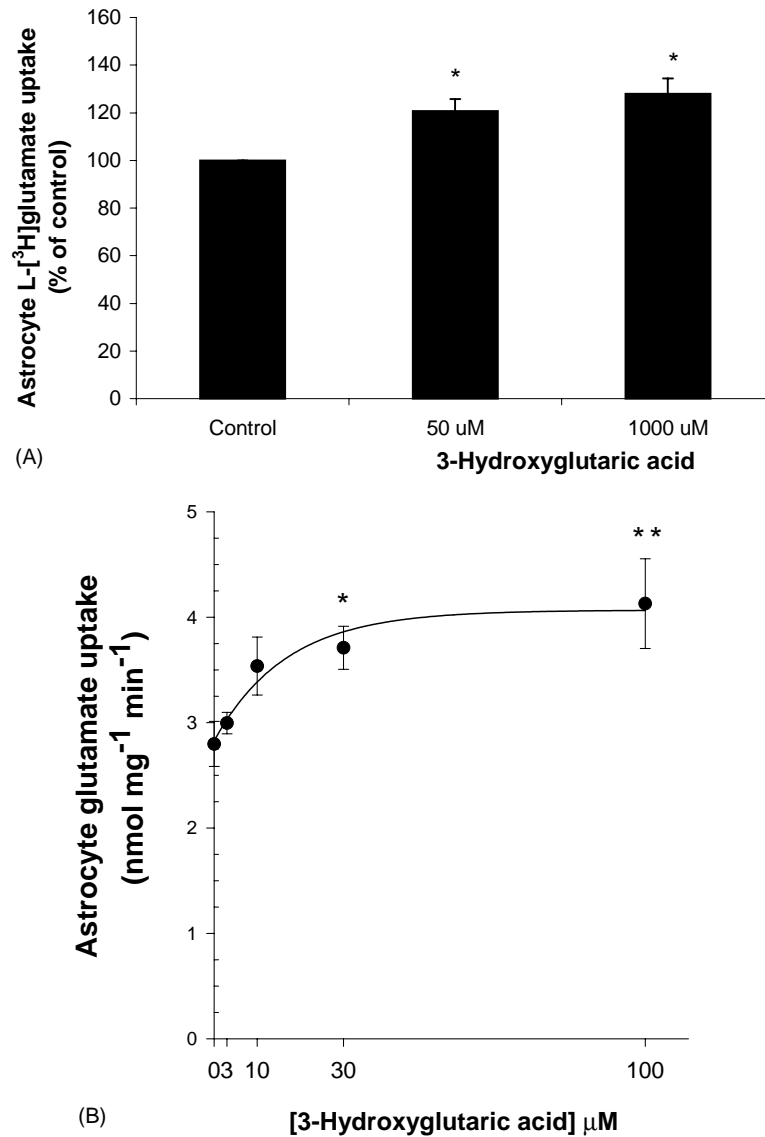 160
140
120
100
80
60
40
20
0
Astrocyte L-[³H]glutamate uptake
(% of control)
*
*
Control
50 uM
1000 uM
(A)
3-Hydroxyglutaric acid
5
4
3
2
1
0
Astrocyte glutamate uptake
(nmol mg⁻¹ min⁻¹)
*
**
0 3 10 30 100
(B)
[3-Hydroxyglutaric acid] μM